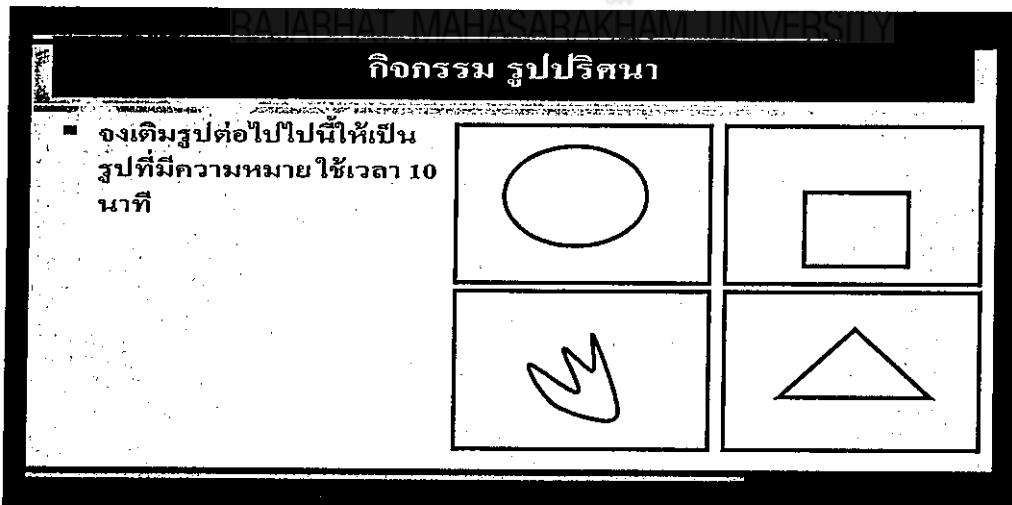 RAJABHAT MAHASARAKHAM UNIVERSITY
กิจกรรม รูปปริศนา
▪ จงเติมรูปต่อไปไปนี้ให้เป็น
รูปที่มีความหมาย ใช้เวลา 10
นาที